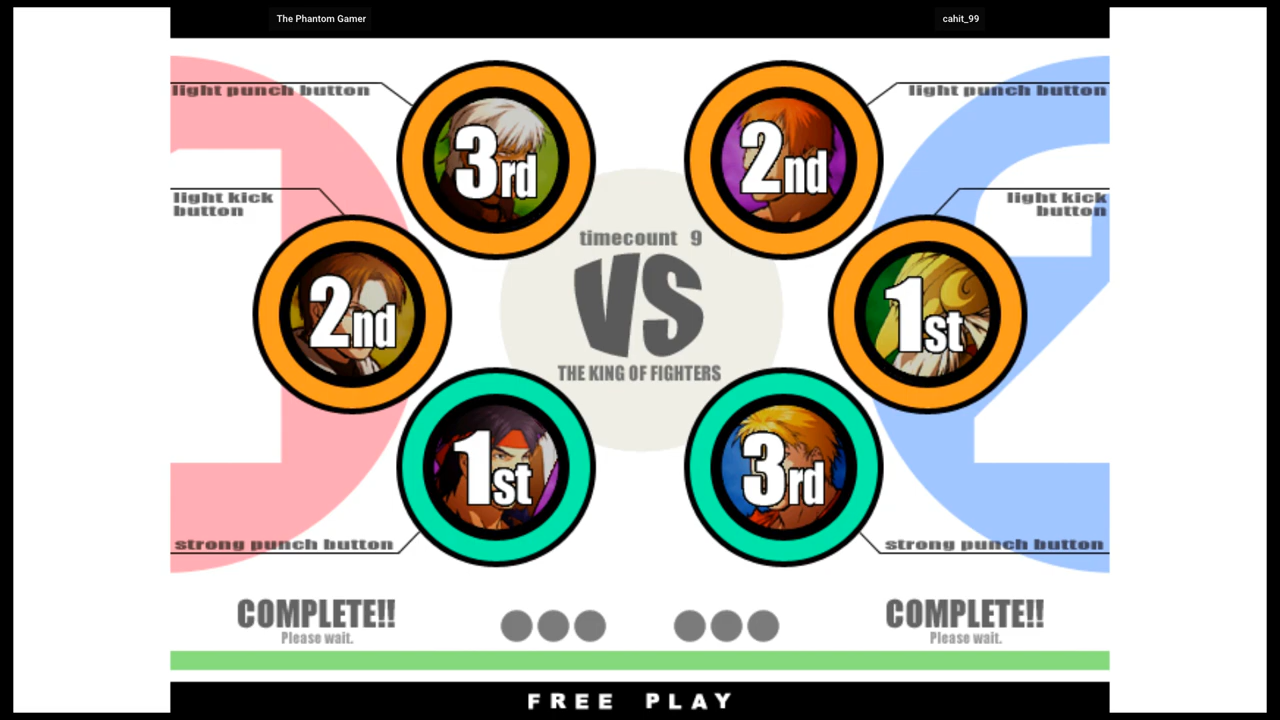 The Phantom Gamer
cahit_99
light punch button
light punch button
3rd
2nd
light kick
button
light kick
button
timecount 9
VS
THE KING OF FIGHTERS
2nd
1st
1st
3rd
strong punch button
strong punch button
COMPLETE!!
Please wait.
COMPLETE!!
Please wait.
FREE PLAY